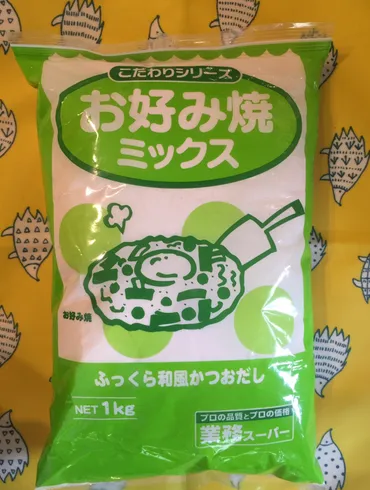 こだわりシリーズ
お好み焼
ミックス
お好み焼
ふっくら和風かつおだし
NET 1kg
プロの品質とプロの価格
業務スーパー